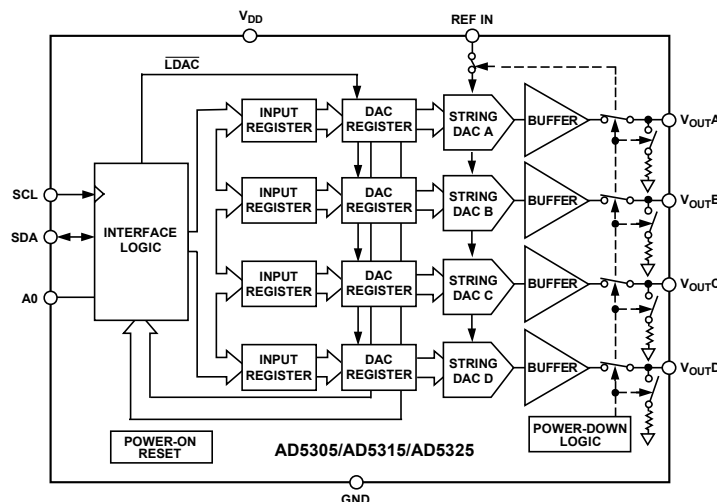 VDD
REF IN
LDAC
INPUT
REGISTER
DAC
REGISTER
STRING
DAC A
BUFFER
VOUTA
SCL
SDA
A0
INTERFACE
LOGIC
INPUT
REGISTER
DAC
REGISTER
STRING
DAC B
BUFFER
VOUTB
INPUT
REGISTER
DAC
REGISTER
STRING
DAC C
BUFFER
VOUTC
INPUT
REGISTER
DAC
REGISTER
STRING
DAC D
BUFFER
VOUTD
POWER-ON
RESET
AD5305/AD5315/AD5325
POWER-DOWN
LOGIC
GND